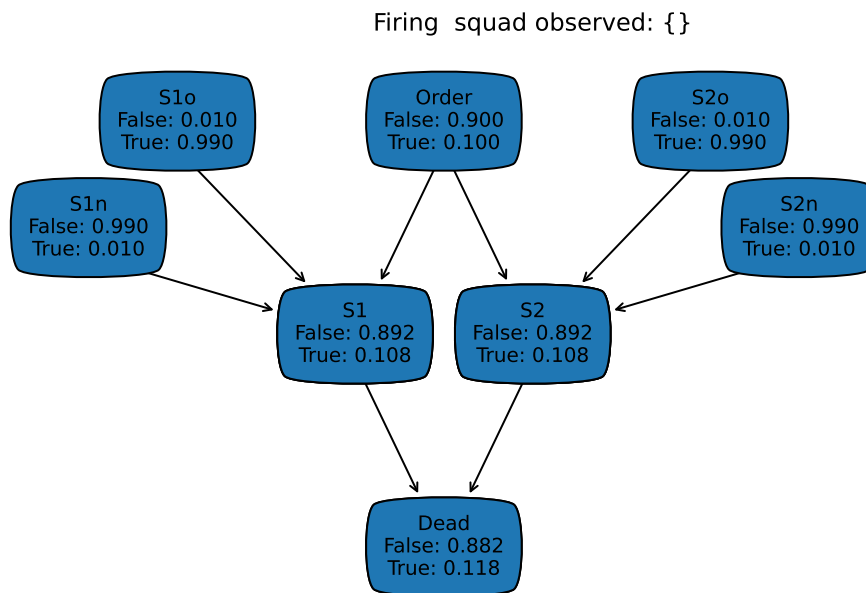 Firing  squad observed: {}
S1o
False: 0.010
True: 0.990
Order
False: 0.900
True: 0.100
S2o
False: 0.010
True: 0.990
S1n
False: 0.990
True: 0.010
S2n
False: 0.990
True: 0.010
S1
False: 0.892
True: 0.108
S2
False: 0.892
True: 0.108
Dead
False: 0.882
True: 0.118